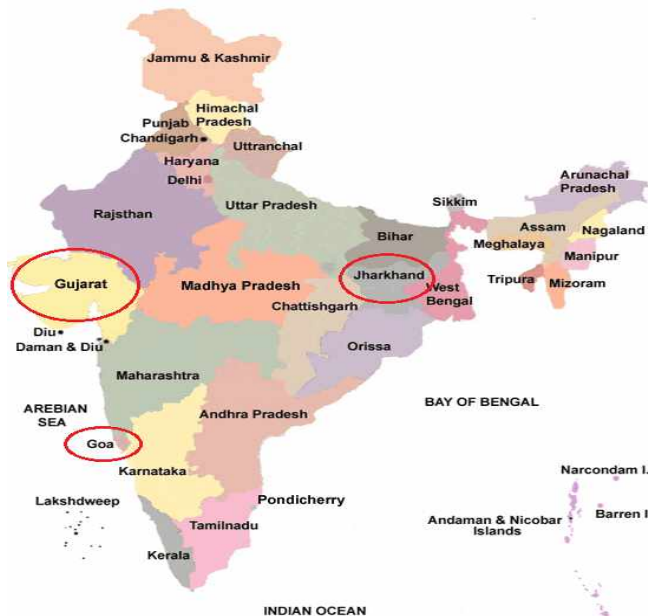 Jammu & Kashmir
Himachal
Pradesh
Punjab
Chandigarh
Uttranchal
Haryana
Delhi
Arunachal
Pradesh
Rajsthan
Uttar Pradesh
Sikkim
Assam
Nagaland
Bihar
Meghalaya
Manipur
Gujarat
Jharkhand
Tripura
Mizoram
Madhya Pradesh
West
Bengal
Chattishgarh
Diu
Daman & Diu
Orissa
Maharashtra
BAY OF BENGAL
AREBIAN
SEA
Andhra Pradesh
Goa
Karnataka
Narcondam I.
Lakshdweep
Pondicherry
Barren I
Andaman & Nicobar
Islands
Tamilnadu
Kerala
INDIAN OCEAN